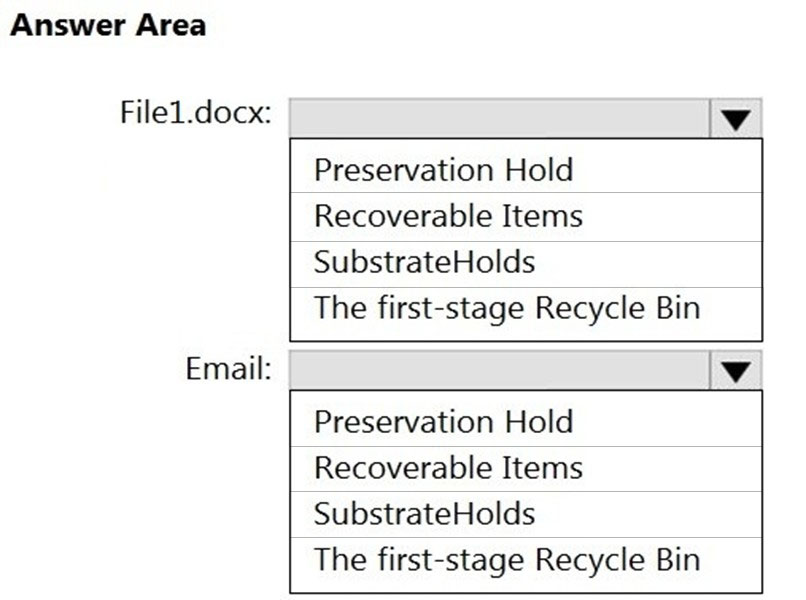 Answer Area
File1.docx:
Preservation Hold
Recoverable Items
SubstrateHolds
The first-stage Recycle Bin
Email:
Preservation Hold
Recoverable Items
SubstrateHolds
The first-stage Recycle Bin